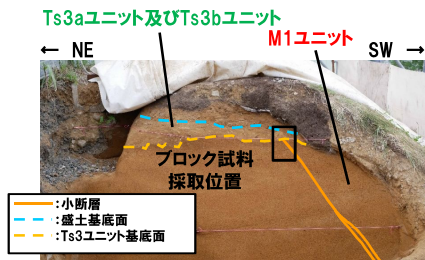 Ts3aユニット及びTs3bユニット
M1ユニット
← NE
SW →
ブロック試料
採取位置
:小断層
:盛土基底面
:Ts3ユニット基底面